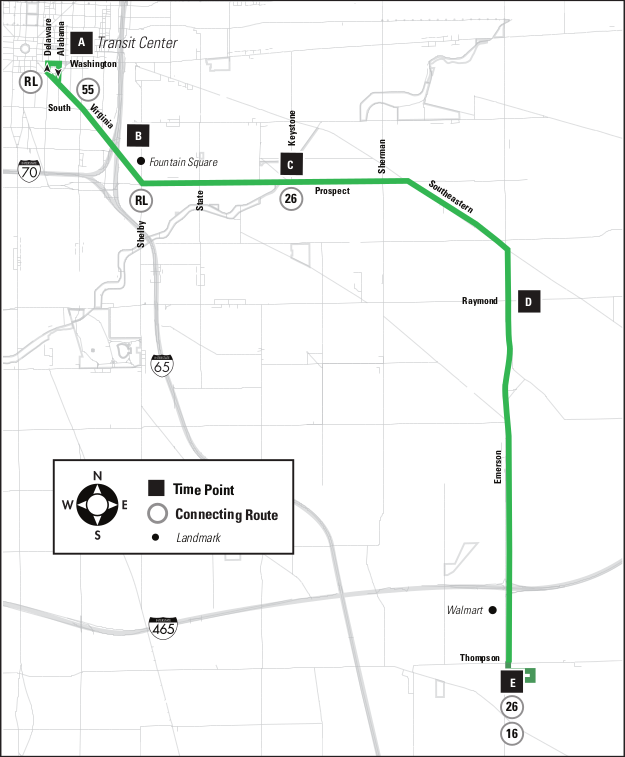 Delaware
Alabama
A
Transit Center
Washington
RL
55
South
Virginia
B
Fountain Square
Keystone
C
Sherman
70
RL
State
26
Prospect
Southeastern
Shelby
Raymond
D
65
Emerson
N
W
E
S
Time Point
Connecting Route
Landmark
Walmart
465
Thompson
E
26
16